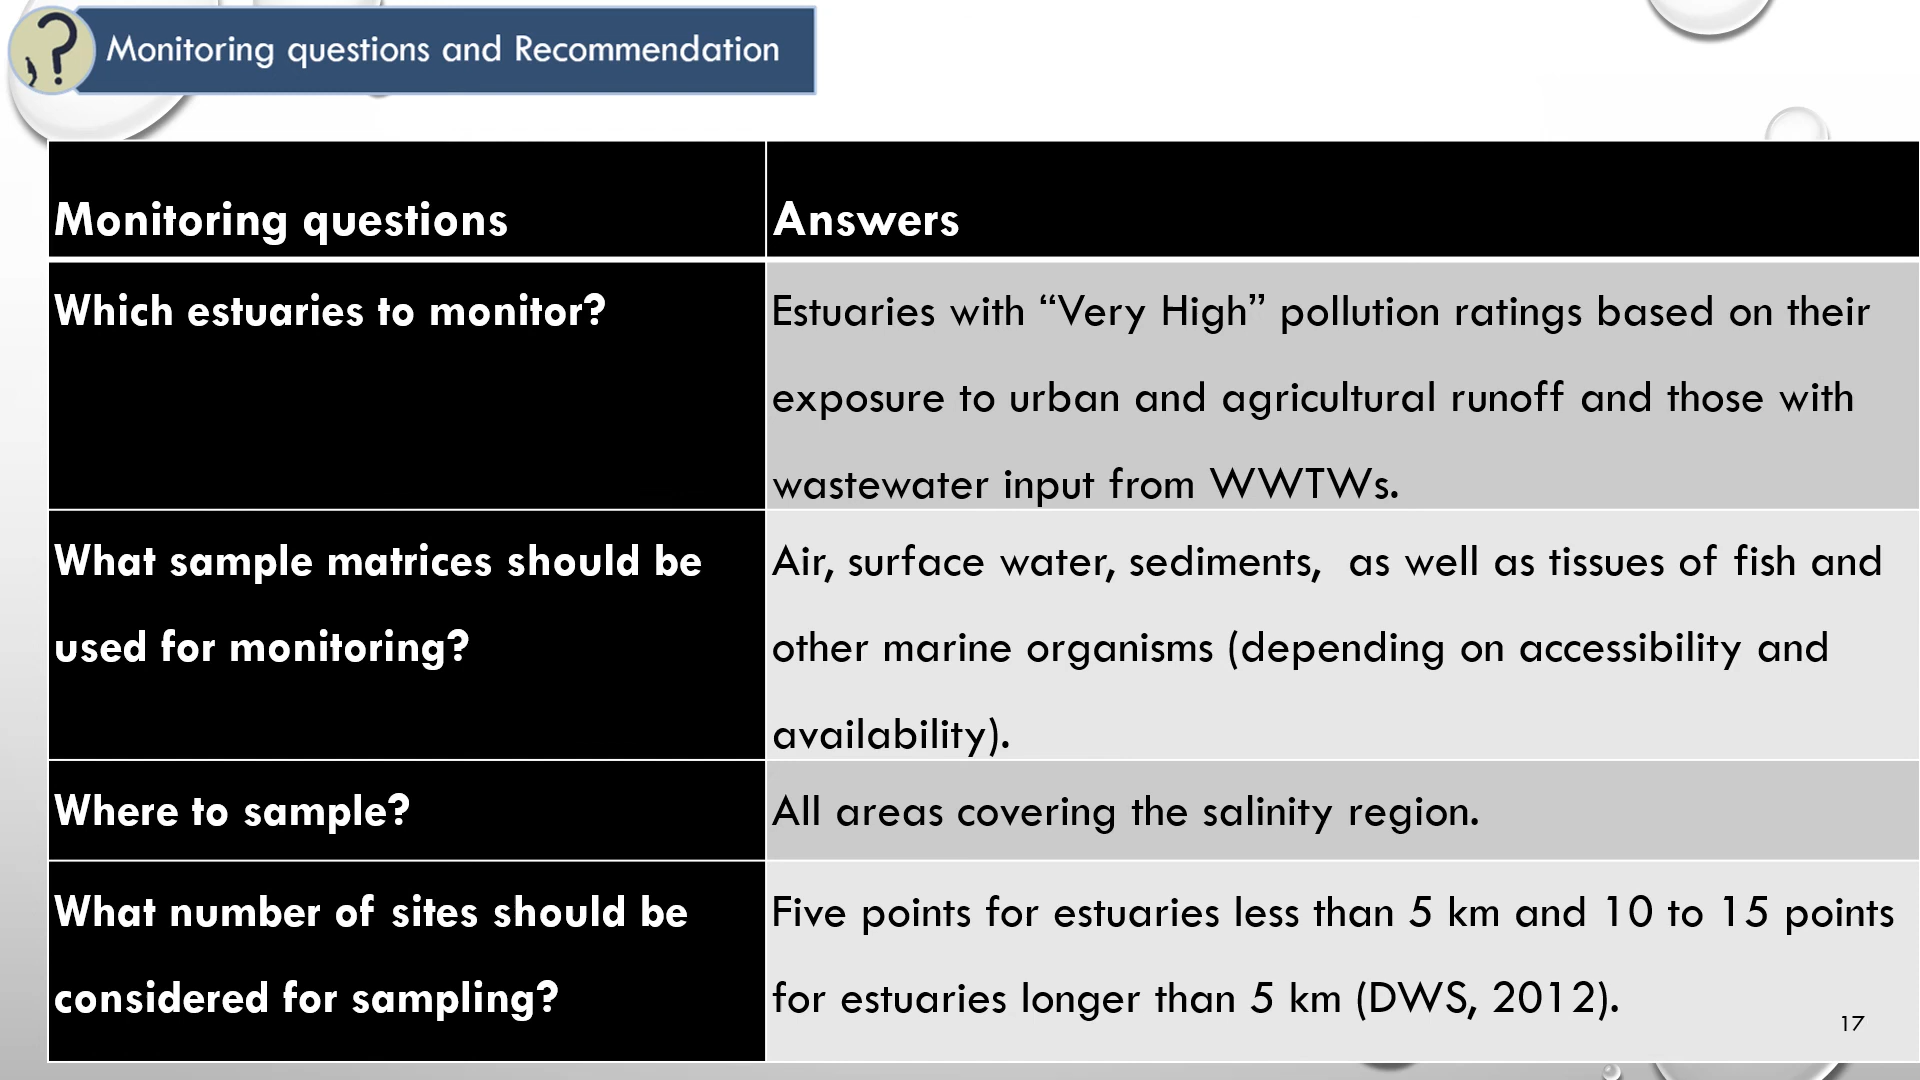 Monitoring questions and Recommendation
Monitoring questions
Answers
Which estuaries to monitor?
Estuaries with “Very High” pollution ratings based on their
exposure to urban and agricultural runoff and those with
wastewater input from WWTWs.
What sample matrices should be
used for monitoring?
Air, surface water, sediments,  as well as tissues of fish and
other marine organisms (depending on accessibility and
availability).
Where to sample?
All areas covering the salinity region.
What number of sites should be
considered for sampling?
Five points for estuaries less than 5 km and 10 to 15 points
for estuaries longer than 5 km (DWS, 2012).
17